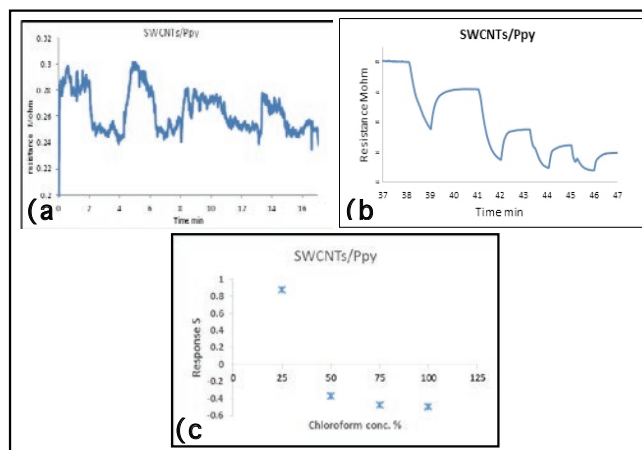 SWCNTs/Ppy
0.32
0.3
0.28
0.26
0.24
0.22
0.2
resistance M/ohm
0 2 4 6 8 10 12 14 16
Time min
(a
SWCNTs/Ppy
Resistance Mohm
37 38 39 40 41 42 43 44 45 46 47
Time min
(b
SWCNTs/Ppy
1
0.8
0.6
0.4
0.2
0
-0.2
-0.4
-0.6
Response S
0 25 50 75 100 125
Chloroform conc. %
(c